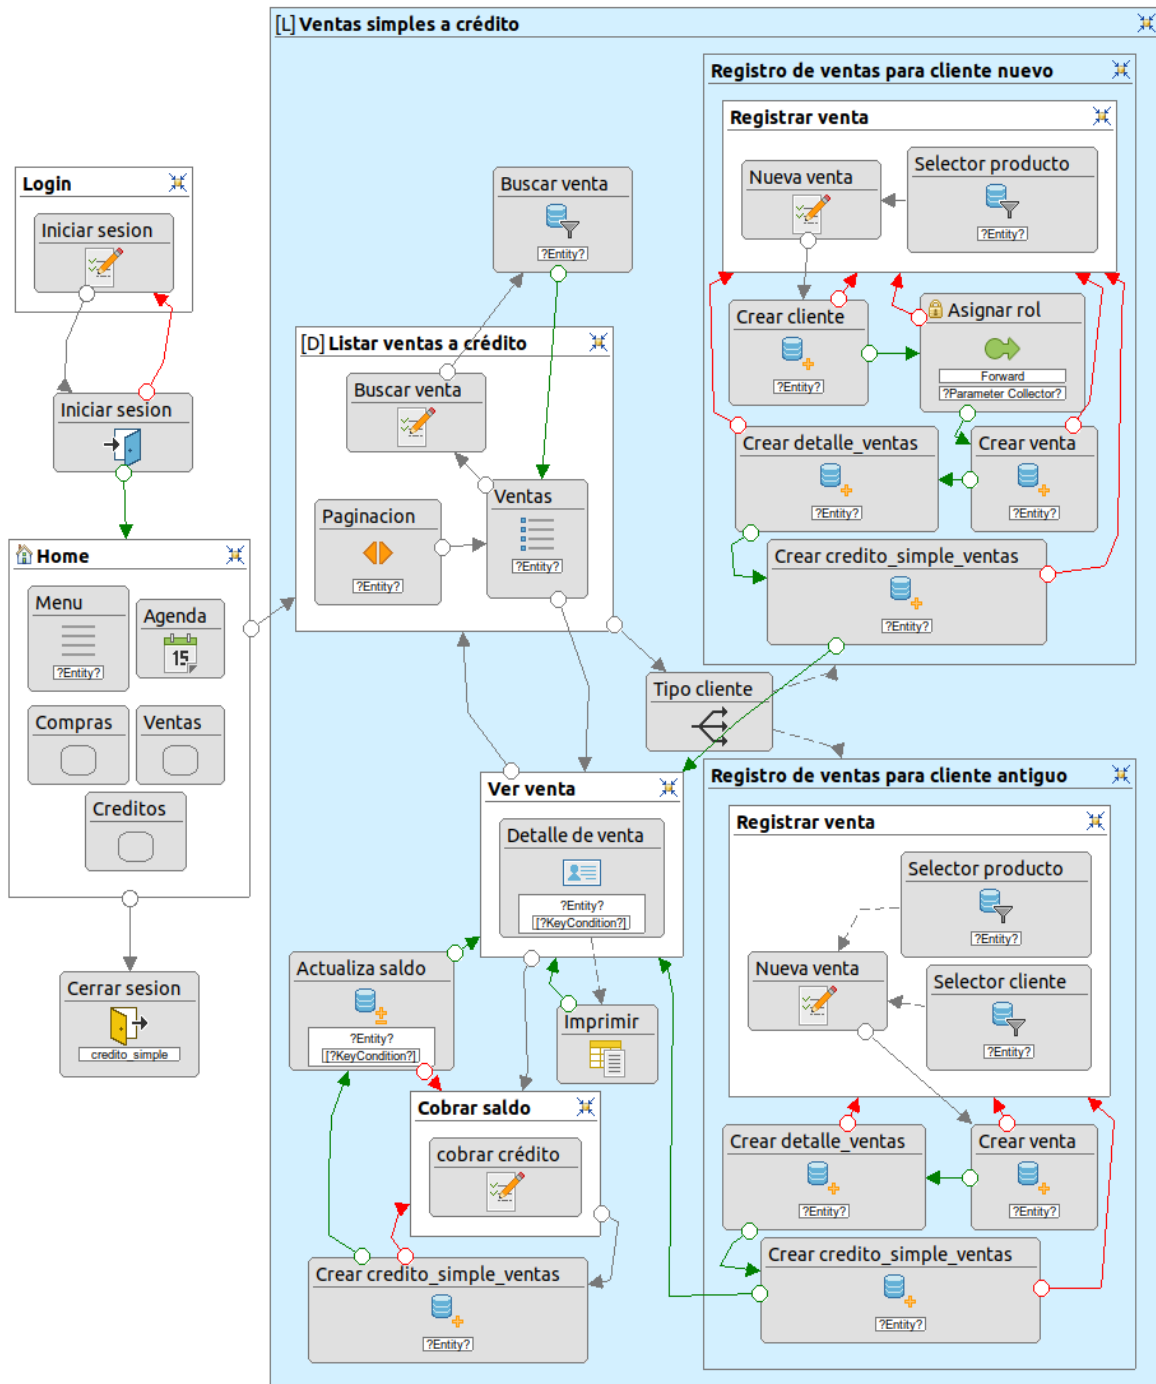 [L] Ventas simples a crédito
Login
Iniciar sesion
Iniciar sesion
Home
Menu
?Entity?
Agenda
15
Compras
Ventas
Creditos
Cerrar sesion
credito_simple
Buscar venta
?Entity?
[D] Listar ventas a crédito
Buscar venta
Paginacion
?Entity?
Ventas
?Entity?
Tipo cliente
Registro de ventas para cliente nuevo
Registrar venta
Nueva venta
Selector producto
?Entity?
Crear cliente
?Entity?
Asignar rol
Forward
?Parameter Collector?
Crear detalle_ventas
?Entity?
Crear venta
?Entity?
Crear credito_simple_ventas
?Entity?
Ver venta
Detalle de venta
?Entity?
[?KeyCondition?]
Actualiza saldo
?Entity?
[?KeyCondition?]
Imprimir
Cobrar saldo
cobrar crédito
Crear credito_simple_ventas
?Entity?
Registro de ventas para cliente antiguo
Registrar venta
Selector producto
?Entity?
Nueva venta
Selector cliente
?Entity?
Crear detalle_ventas
?Entity?
Crear venta
?Entity?
Crear credito_simple_ventas
?Entity?